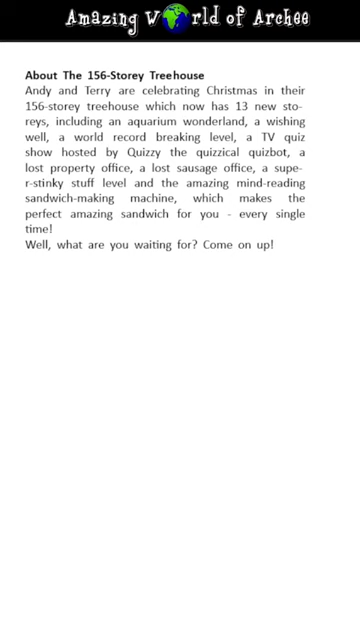 Amazing World of Archee
About The 156-Storey Treehouse
Andy and Terry are celebrating Christmas in their
156-storey treehouse which now has 13 new sto-
reys, including an aquarium wonderland, a wishing
well, a world record breaking level, a TV quiz
show hosted by Quizzy the quizzical quizbot, a
lost property office, a lost sausage office, a supe-
r-stinky stuff level and the amazing mind-reading
sandwich-making machine, which makes the
perfect amazing sandwich for you - every single
time!
Well, what are you waiting for? Come on up!